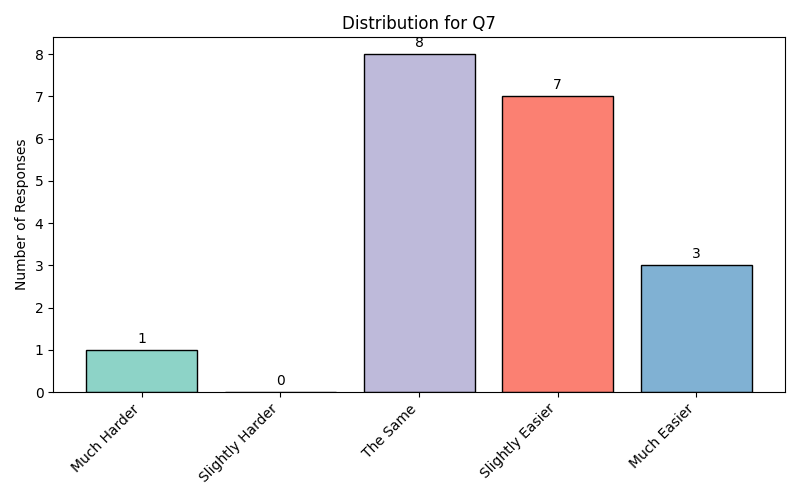 Distribution for Q7
Number of Responses
8
7
6
5
4
3
2
1
0
1
0
8
7
3
Much Harder
Slightly Harder
The Same
Slightly Easier
Much Easier